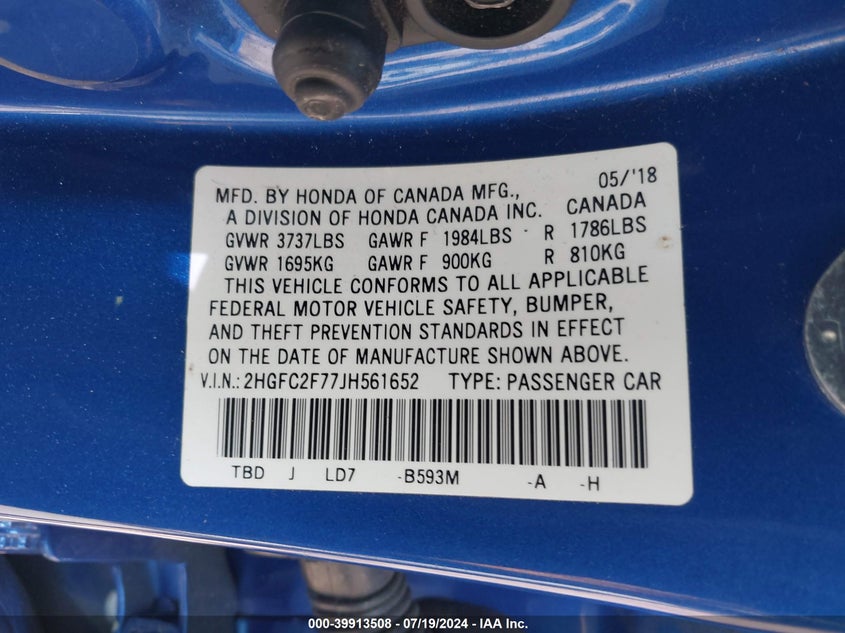 05/'18
MFD. BY HONDA OF CANADA MFG., CANADA
A DIVISION OF HONDA CANADA INC.
GVWR 3737LBS GAWR F 1984LBS R 1786LBS
GVWR 1695KG GAWR F 900KG R 810KG
THIS VEHICLE CONFORMS TO ALL APPLICABLE
FEDERAL MOTOR VEHICLE SAFETY, BUMPER,
AND THEFT PREVENTION STANDARDS IN EFFECT
ON THE DATE OF MANUFACTURE SHOWN ABOVE.
V.I.N.: 2HGFC2F77JH561652 TYPE: PASSENGER CAR
TBD J LD7 -B593M -A -H
000-39913508 - 07/19/2024 - IAA Inc.